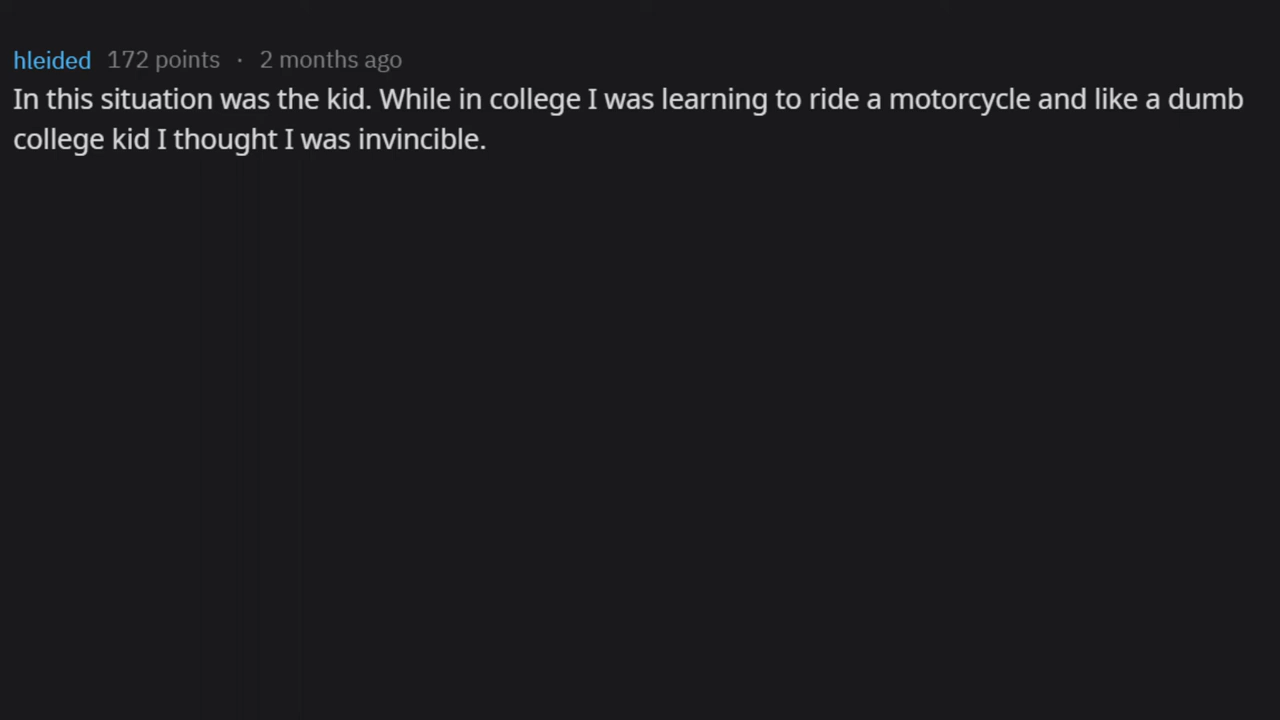 hleided 172 points · 2 months ago
In this situation was the kid. While in college I was learning to ride a motorcycle and like a dumb
college kid I thought I was invincible.